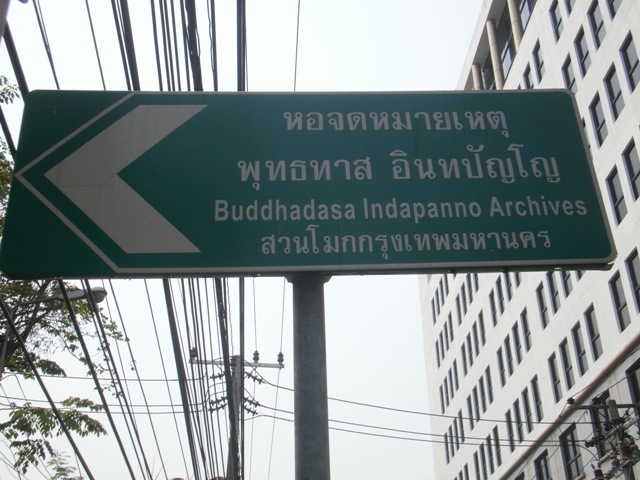 หอจดหมายเหตุ
พุทธทาส อินทปัญโญ
Buddhadasa Indapanno Archives
สวนโมกกรุงเทพมหานคร